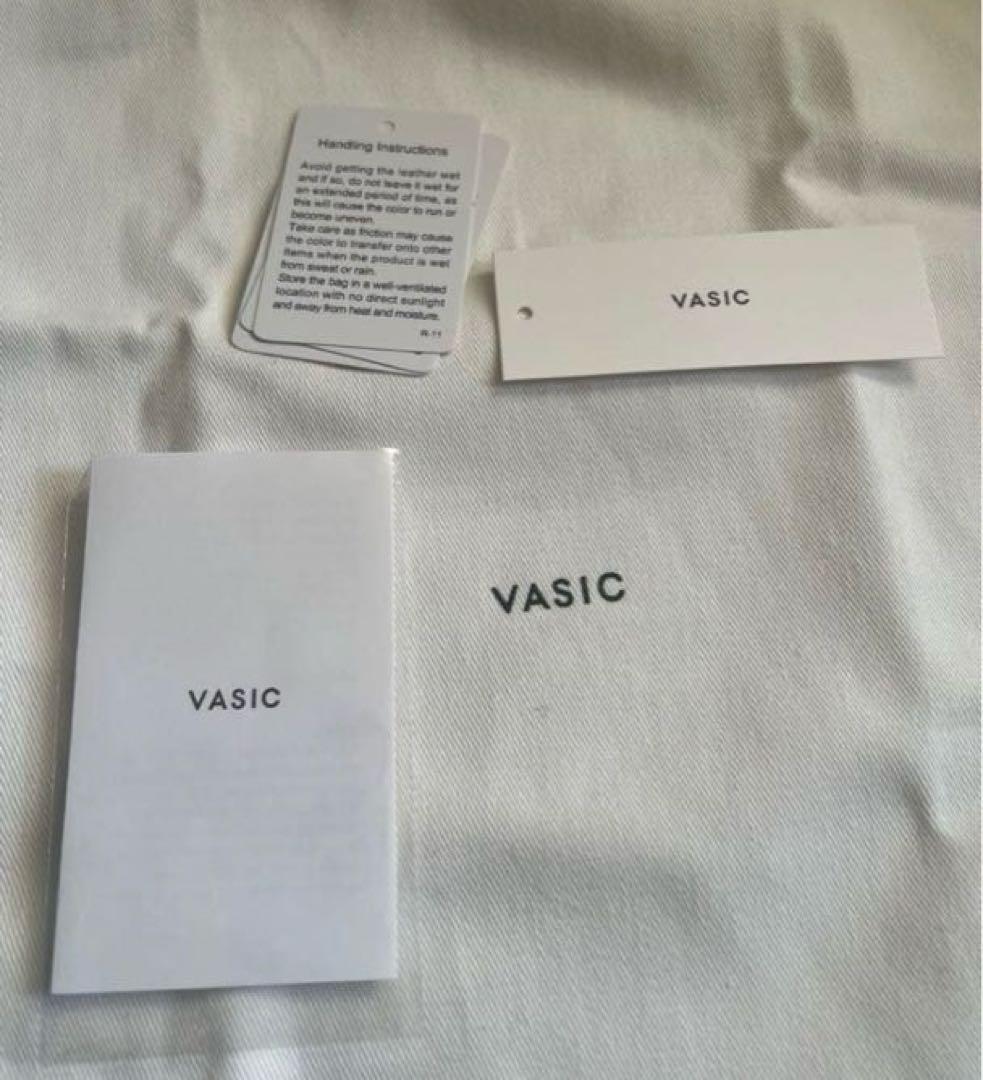 Handling Instructions
Avoid getting the leather wet
and if so, do not leave it wet for
an extended period of time, as
this will cause the color to run or
become uneven.
Take care as friction may cause
the color to transfer onto other
items when the product is wet
from sweat or rain.
Store the bag in a well-ventilated
location with no direct sunlight
and away from heat and moisture.
R-11
VASIC
VASIC
VASIC